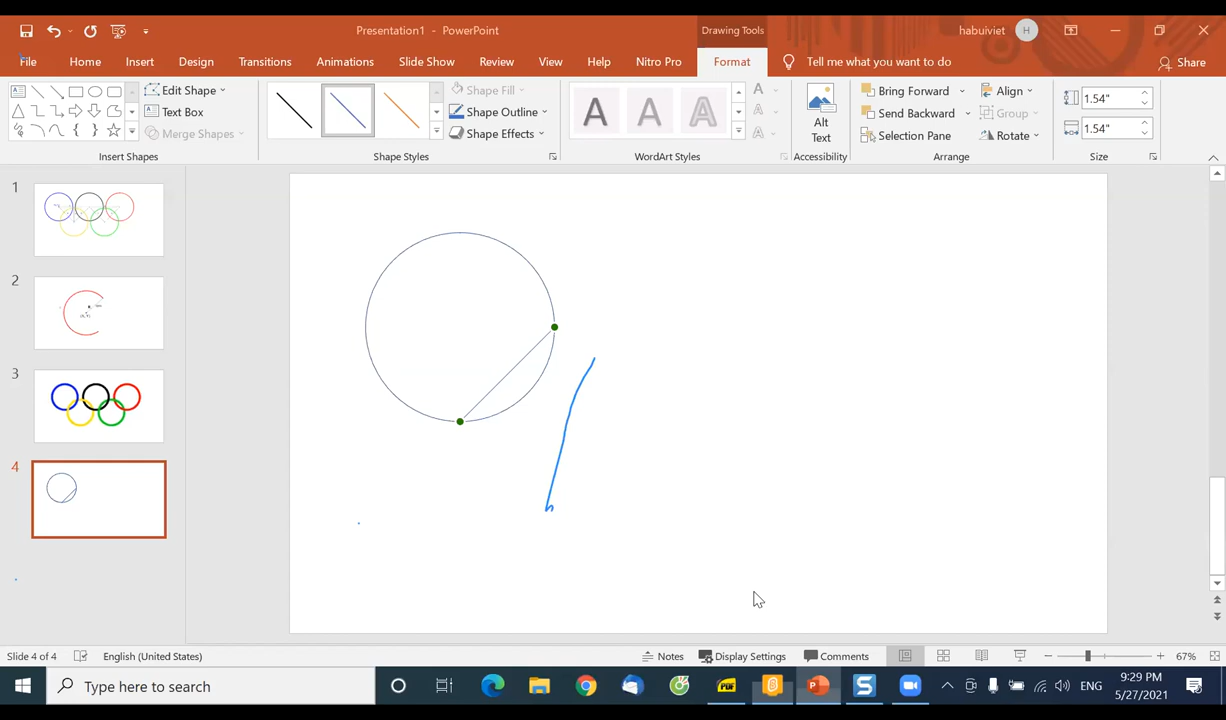 Presentation1 - PowerPoint
Drawing Tools
habuiviet
H
File Home Insert Design Transitions Animations Slide Show Review View Help Nitro Pro Format Tell me what you want to do Share
Edit Shape
Text Box
Merge Shapes
Insert Shapes
Shape Fill
Shape Outline
Shape Effects
Shape Styles
A A A
WordArt Styles
Alt
Text
Accessibility
Bring Forward
Send Backward
Selection Pane
Align
Group
Rotate
Arrange
1.54"
1.54"
Size
1
2
3
4
Slide 4 of 4
English (United States)
Notes
Display Settings
Comments
67%
Type here to search
PDF
ENG
9:29 PM
5/27/2021